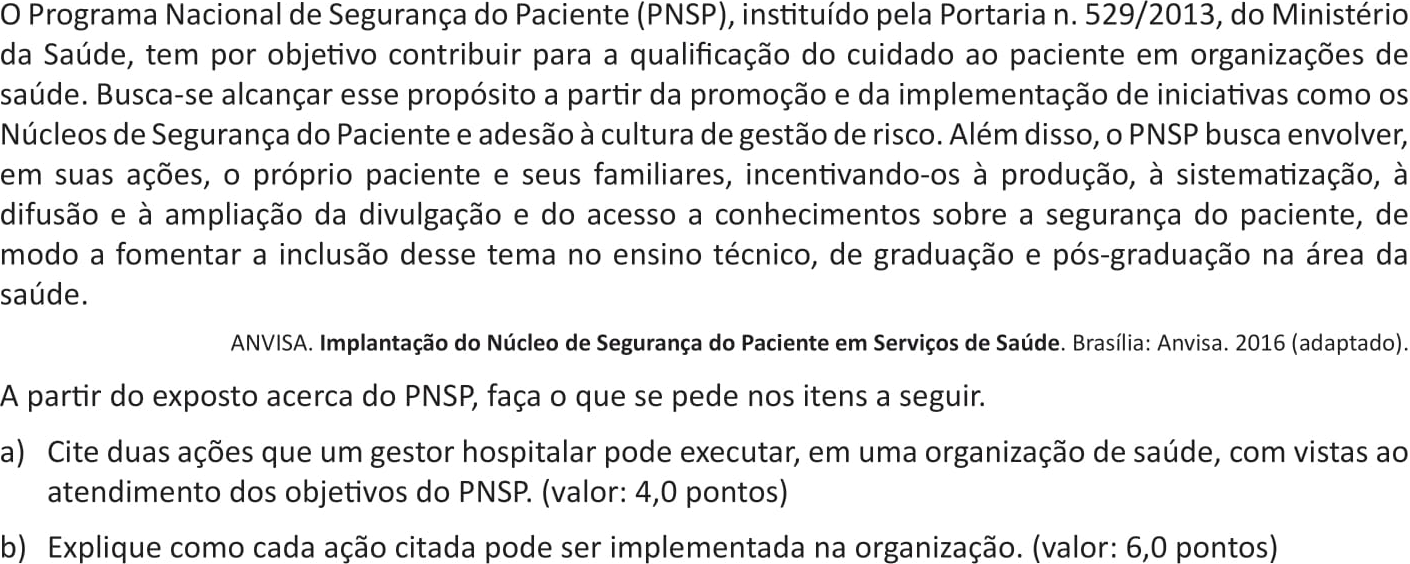 O Programa Nacional de Segurança do Paciente (PNSP), instituído pela Portaria n. 529/2013, do Ministério
da Saúde, tem por objetivo contribuir para a qualificação do cuidado ao paciente em organizações de
saúde. Busca-se alcançar esse propósito a partir da promoção e da implementação de iniciativas como os
Núcleos de Segurança do Paciente e adesão à cultura de gestão de risco. Além disso, o PNSP busca envolver,
em suas ações, o próprio paciente e seus familiares, incentivando-os à produção, à sistematização, à
difusão e à ampliação da divulgação e do acesso a conhecimentos sobre a segurança do paciente, de
modo a fomentar a inclusão desse tema no ensino técnico, de graduação e pós-graduação na área da
saúde.
ANVISA. Implantação do Núcleo de Segurança do Paciente em Serviços de Saúde. Brasília: Anvisa. 2016 (adaptado).
A partir do exposto acerca do PNSP, faça o que se pede nos itens a seguir.
a) Cite duas ações que um gestor hospitalar pode executar, em uma organização de saúde, com vistas ao
atendimento dos objetivos do PNSP. (valor: 4,0 pontos)
b) Explique como cada ação citada pode ser implementada na organização. (valor: 6,0 pontos)